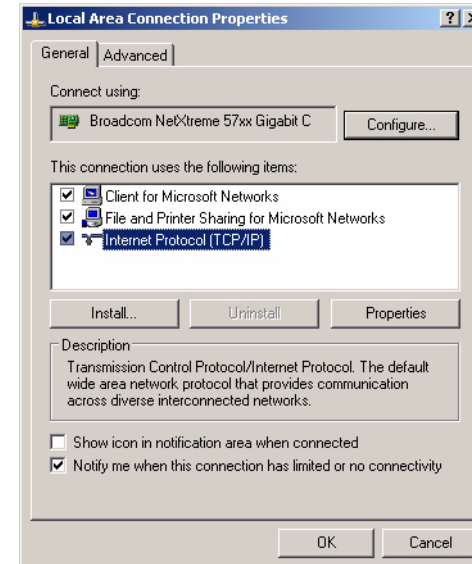 Local Area Connection Properties
General
Advanced
Connect using:
Broadcom NetXtreme 57xx Gigabit C
Configure...
This connection uses the following items:
Client for Microsoft Networks
File and Printer Sharing for Microsoft Networks
Internet Protocol (TCP/IP)
Install...
Uninstall
Properties
Description
Transmission Control Protocol/Internet Protocol. The default
wide area network protocol that provides communication
across diverse interconnected networks.
Show icon in notification area when connected
Notify me when this connection has limited or no connectivity
OK
Cancel